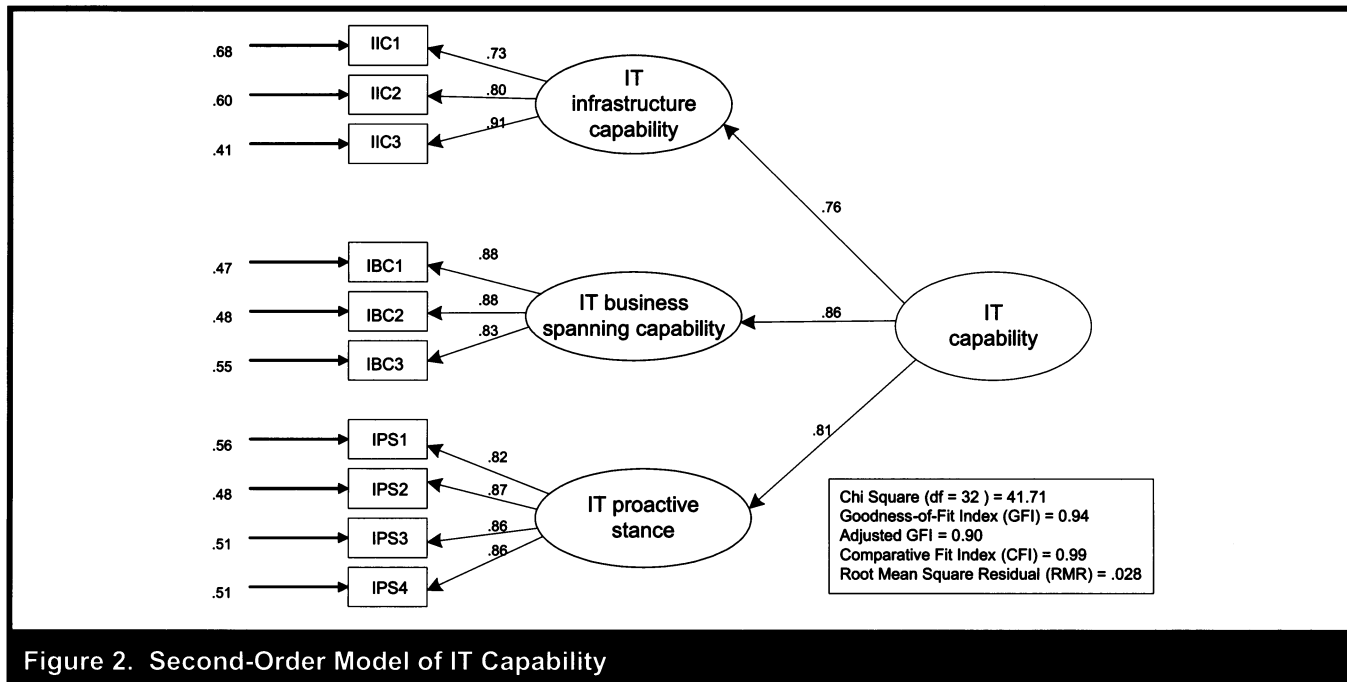 .68
IIC1
.73
.60
IIC2
.80
.41
IIC3
.91
IT
infrastructure
capability
.76
.47
IBC1
.88
.48
IBC2
.88
.55
IBC3
.83
IT business
spanning capability
.86
IT
capability
.56
IPS1
.82
.48
IPS2
.87
.51
IPS3
.86
.51
IPS4
.86
IT proactive
stance
.81
Chi Square (df = 32 ) = 41.71
Goodness-of-Fit Index (GFI) = 0.94
Adjusted GFI = 0.90
Comparative Fit Index (CFI) = 0.99
Root Mean Square Residual (RMR) = .028
Figure 2. Second-Order Model of IT Capability